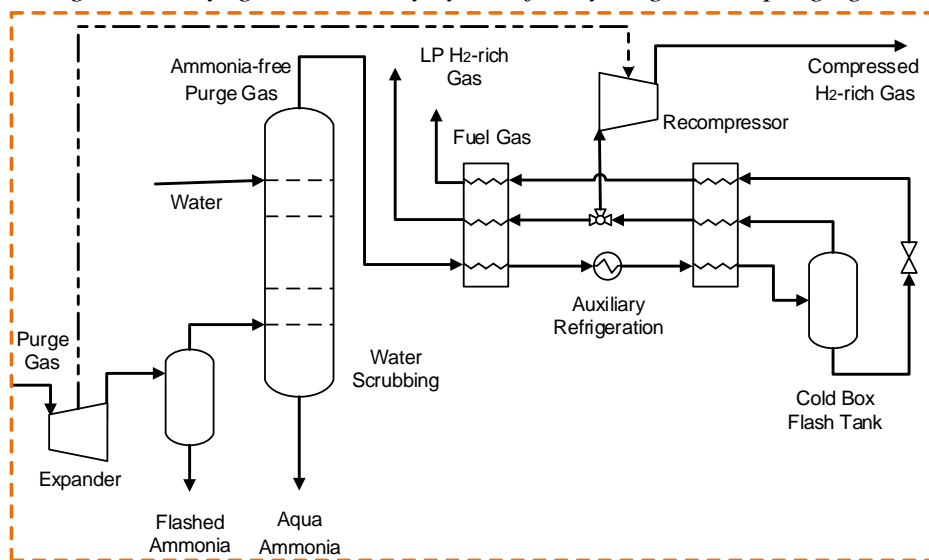 Ammonia-free
Purge Gas
LP H2-rich
Gas
Compressed
H2-rich Gas
Recompressor
Fuel Gas
Water
Auxiliary
Refrigeration
Purge
Gas
Water
Scrubbing
Cold Box
Flash Tank
Expander
Flashed
Ammonia
Aqua
Ammonia